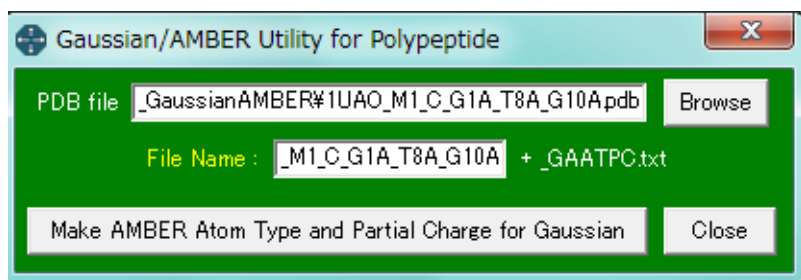 Gaussian/AMBER Utility for Polypeptide
PDB file _GaussianAMBER¥1UAO_M1_C_G1A_T8A_G10A.pdb Browse
File Name : _M1_C_G1A_T8A_G10A + _GAATPC.txt
Make AMBER Atom Type and Partial Charge for Gaussian Close